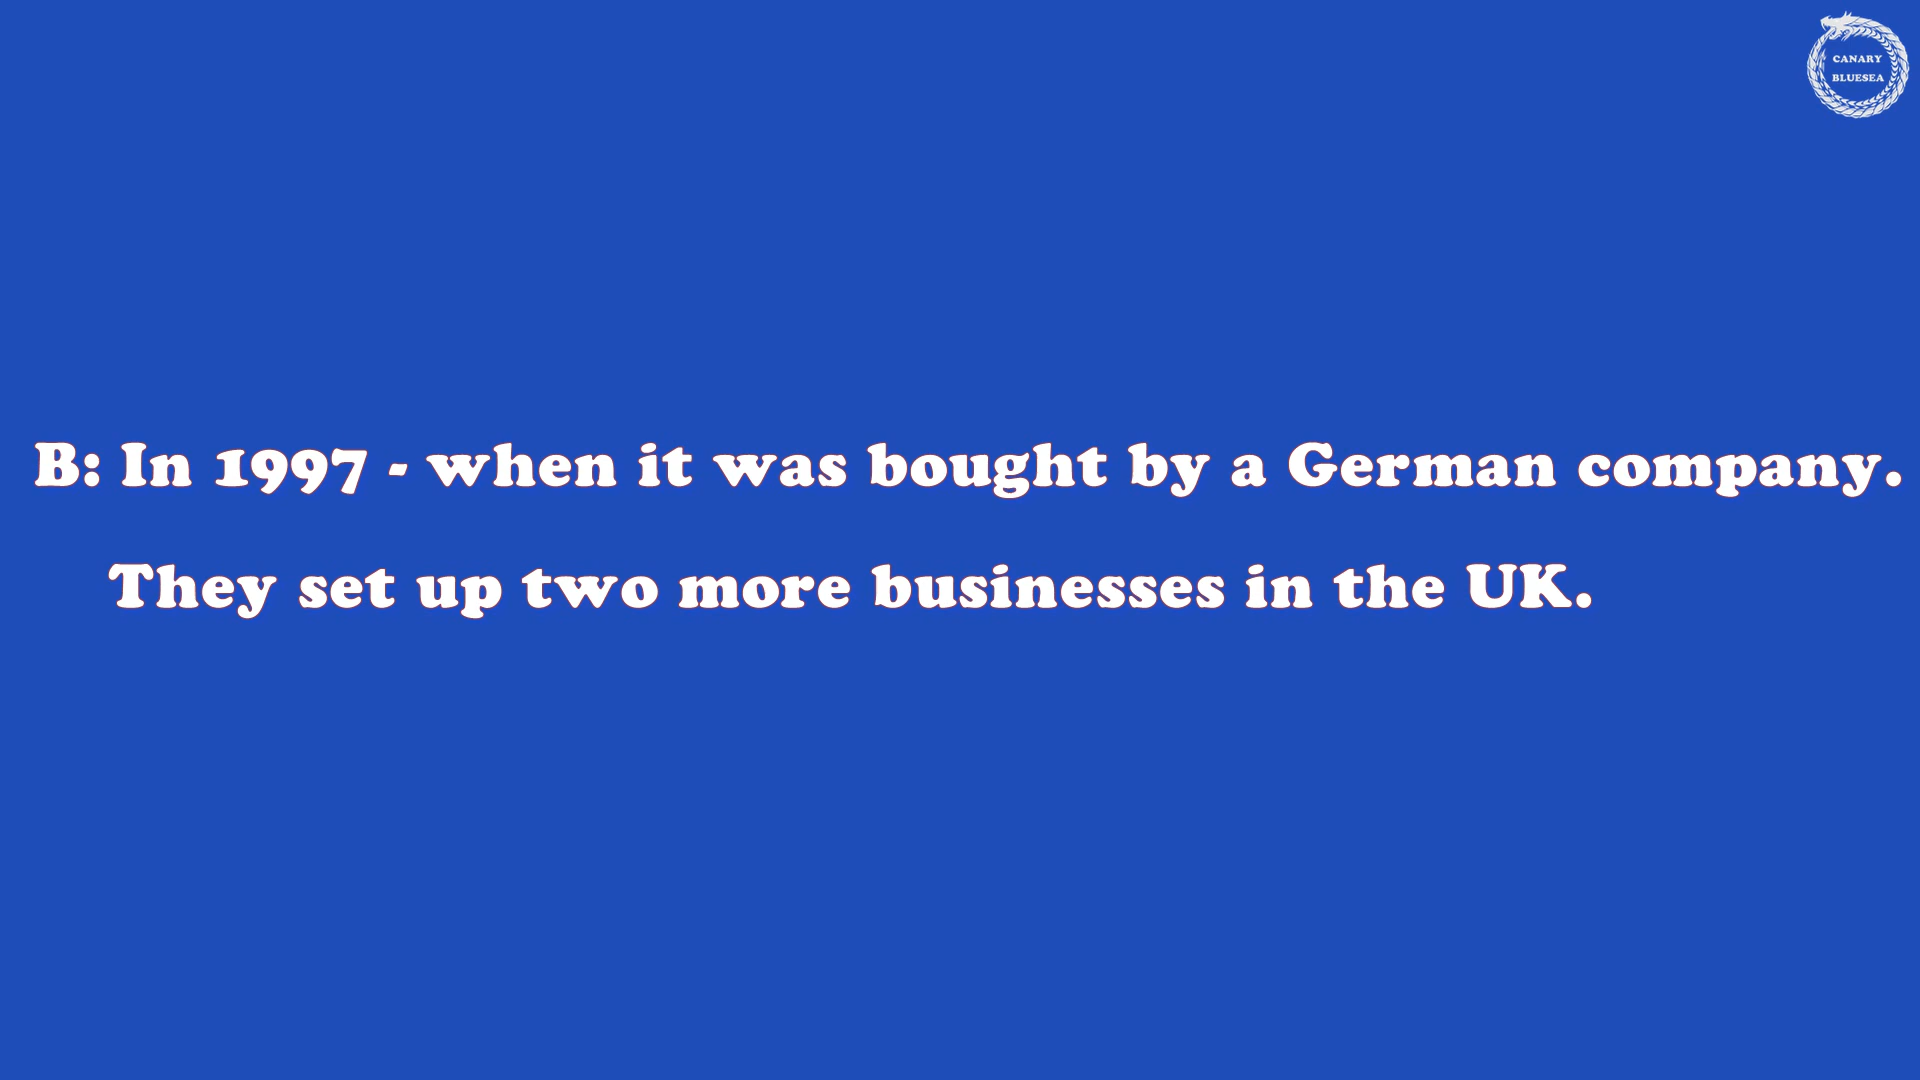 CANARY
BLUESEA
B: In 1997 - when it was bought by a German company.
They set up two more businesses in the UK.